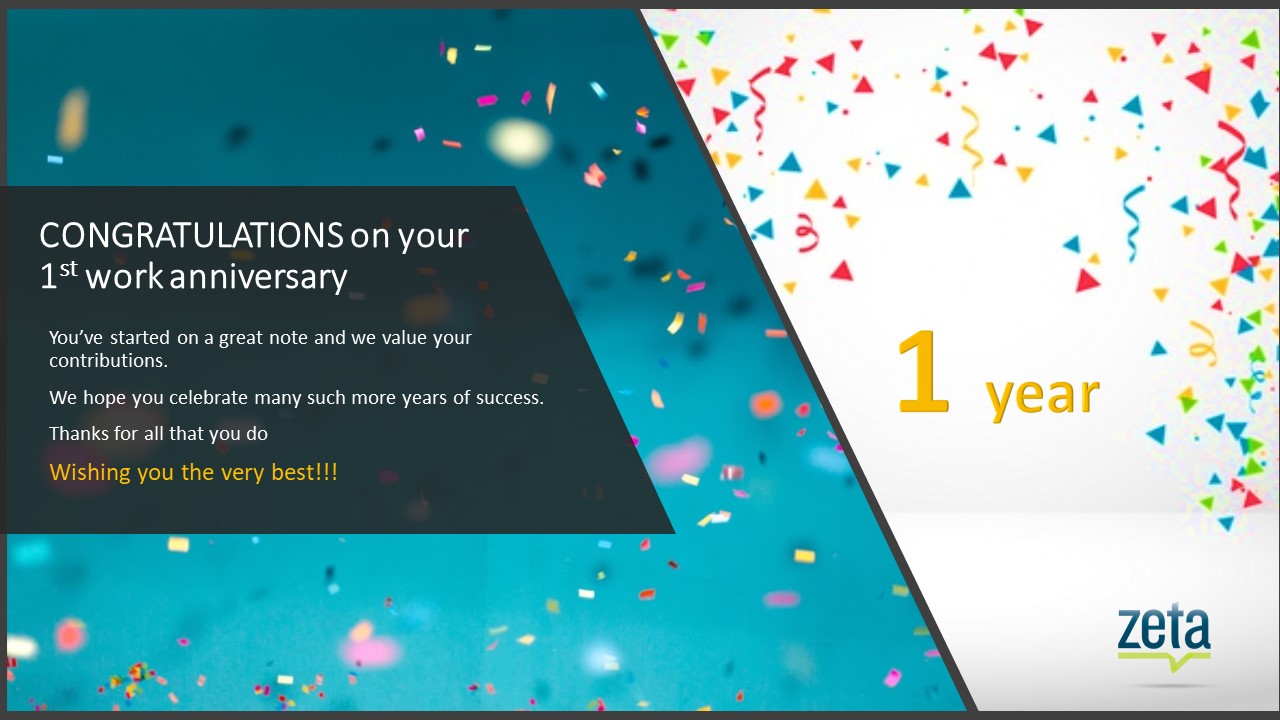 CONGRATULATIONS on your
1st work anniversary
You’ve started on a great note and we value your
contributions.
We hope you celebrate many such more years of success.
Thanks for all that you do
Wishing you the very best!!!
1 year
zeta